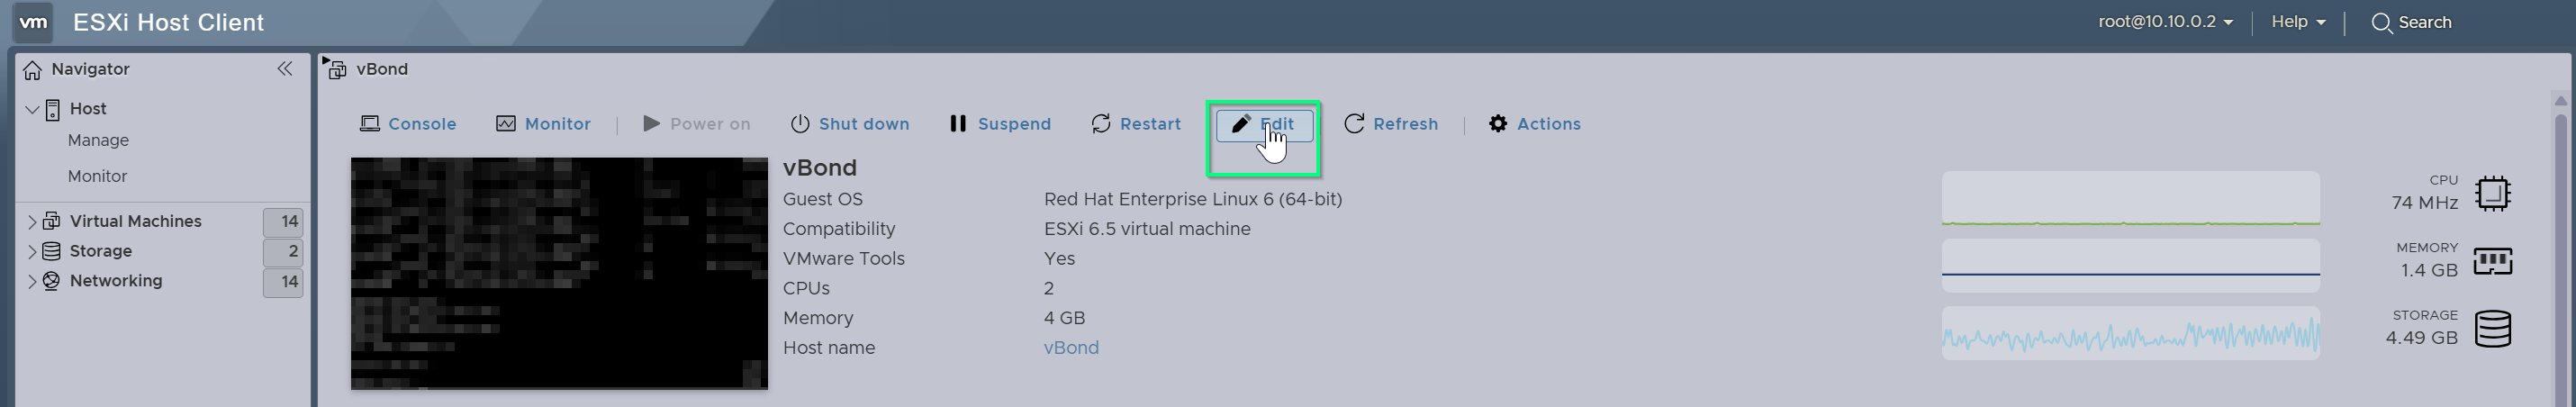 vm ESXi Host Client root@10.10.0.2 Help Search
Navigator
Host
Manage
Monitor
Virtual Machines 14
Storage 2
Networking 14
vBond
Console Monitor Power on Shut down Suspend Restart Edit Refresh Actions
vBond
Guest OS Red Hat Enterprise Linux 6 (64-bit)
Compatibility ESXi 6.5 virtual machine
VMware Tools Yes
CPUs 2
Memory 4 GB
Host name vBond
CPU
74 MHz
MEMORY
1.4 GB
STORAGE
4.49 GB